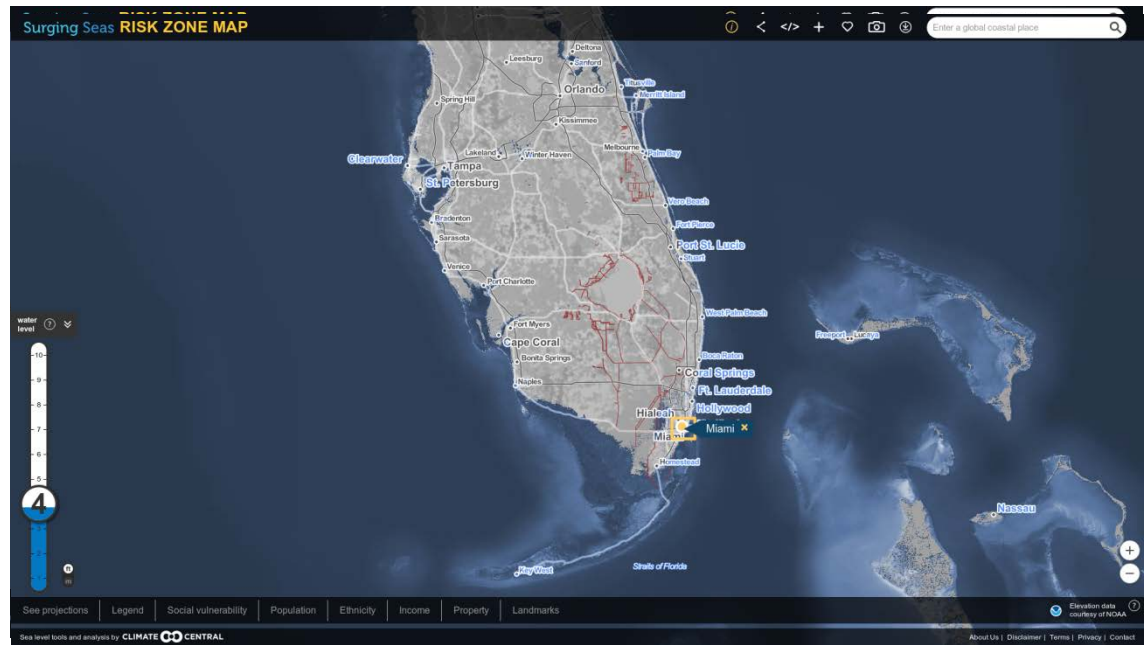 Surging Seas RISK ZONE MAP
</>
Enter a global coastal place
Deltona
Leesburg
Sanford
Titusville
Orlando
Merritt Island
Spring Hill
Kissimmee
Melbourne
Clearwater
Lakeland
Winter Haven
Palm Bay
Tampa
St. Petersburg
Vero Beach
Bradenton
Fort Pierce
Sarasota
Port St. Lucie
Stuart
Venice
Port Charlotte
West Palm Beach
Fort Myers
Freeport
Lucaya
Cape Coral
Boca Raton
Bonita Springs
Coral Springs
Naples
Ft. Lauderdale
Hialeah
Hollywood
Miami
Miami ×
Homestead
Nassau
Key West
Straits of Florida
water
level
?
10
9
8
7
6
5
4
3
2
1
ft
m
+
−
See projections
Legend
Social vulnerability
Population
Ethnicity
Income
Property
Landmarks
Elevation data
courtesy of NOAA
?
Sea level tools and analysis by CLIMATE CENTRAL
About Us | Disclaimer | Terms | Privacy | Contact